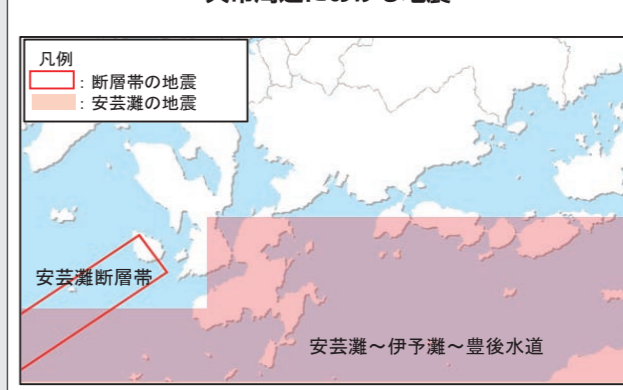 凡例
：断層帯の地震
：安芸灘の地震
安芸灘断層帯
安芸灘～伊予灘～豊後水道